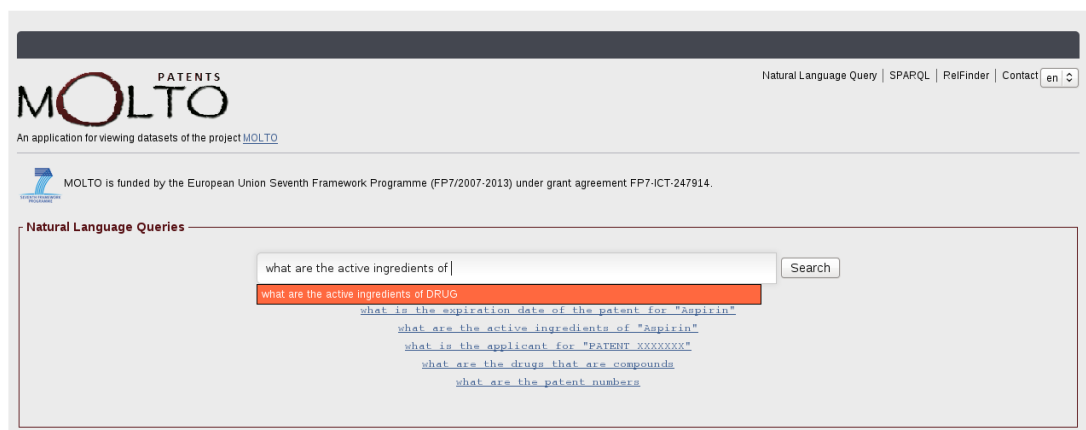 PATENTS
MOLTO
Natural Language Query | SPARQL | RelFinder | Contact en
An application for viewing datasets of the project MOLTO
SEVENTH FRAMEWORK
PROGRAMME
MOLTO is funded by the European Union Seventh Framework Programme (FP7/2007-2013) under grant agreement FP7-ICT-247914.
Natural Language Queries
what are the active ingredients of
Search
what are the active ingredients of DRUG
what is the expiration date of the patent for "Aspirin"
what are the active ingredients of "Aspirin"
what is the applicant for "PATENT XXXXXXX"
what are the drugs that are compounds
what are the patent numbers